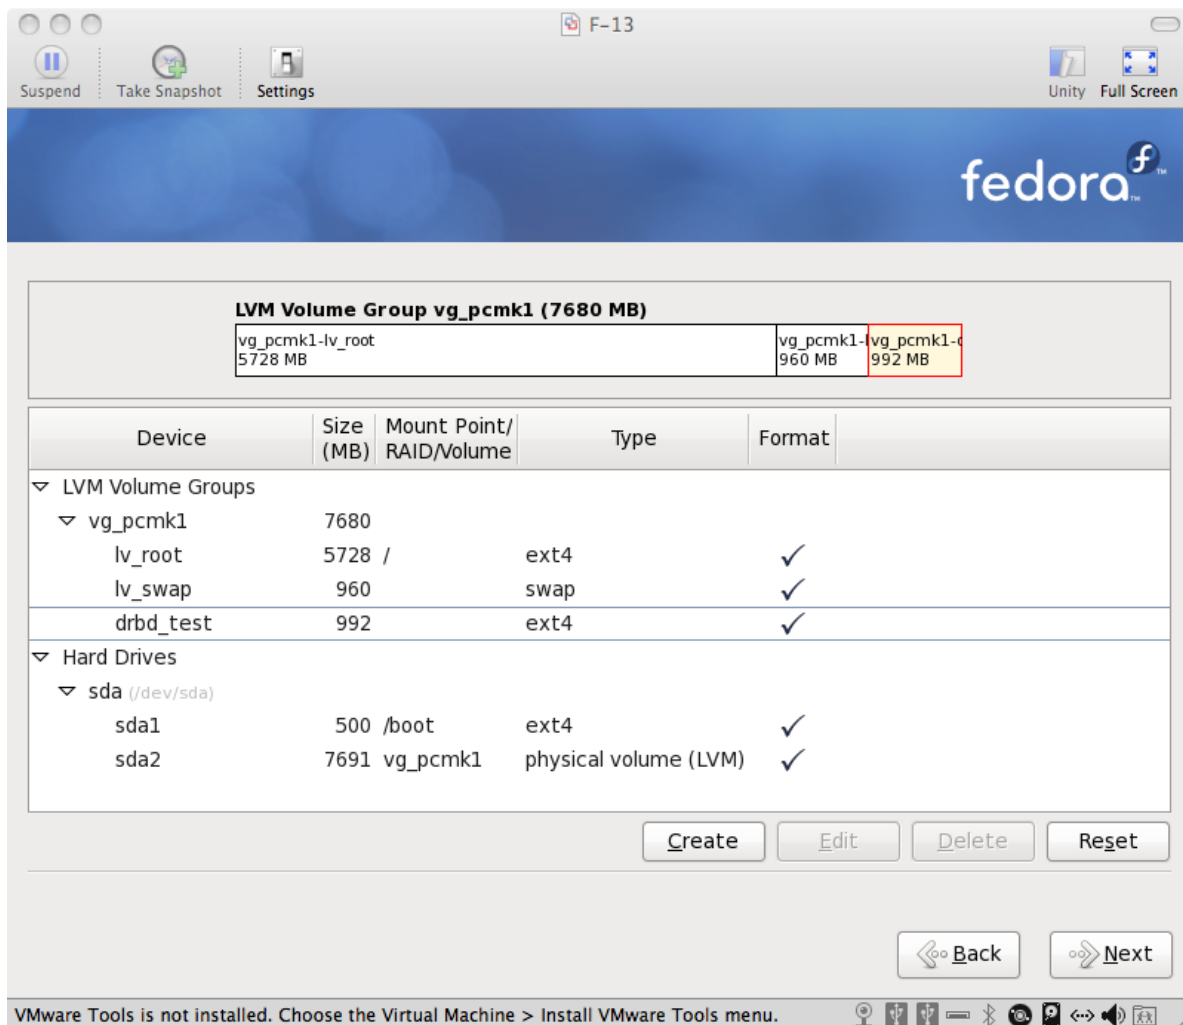 F-13
Suspend Take Snapshot Settings Unity Full Screen
fedora™
LVM Volume Group vg_pcmk1 (7680 MB)
vg_pcmk1-lv_root vg_pcmk1-l vg_pcmk1-d
5728 MB 960 MB 992 MB
Device Size (MB) Mount Point/ RAID/Volume Type Format
LVM Volume Groups
vg_pcmk1 7680
lv_root 5728 / ext4 ✓
lv_swap 960 swap ✓
drbd_test 992 ext4 ✓
Hard Drives
sda (/dev/sda)
sda1 500 /boot ext4 ✓
sda2 7691 vg_pcmk1 physical volume (LVM) ✓
Create Edit Delete Reset
Back Next
VMware Tools is not installed. Choose the Virtual Machine > Install VMware Tools menu.